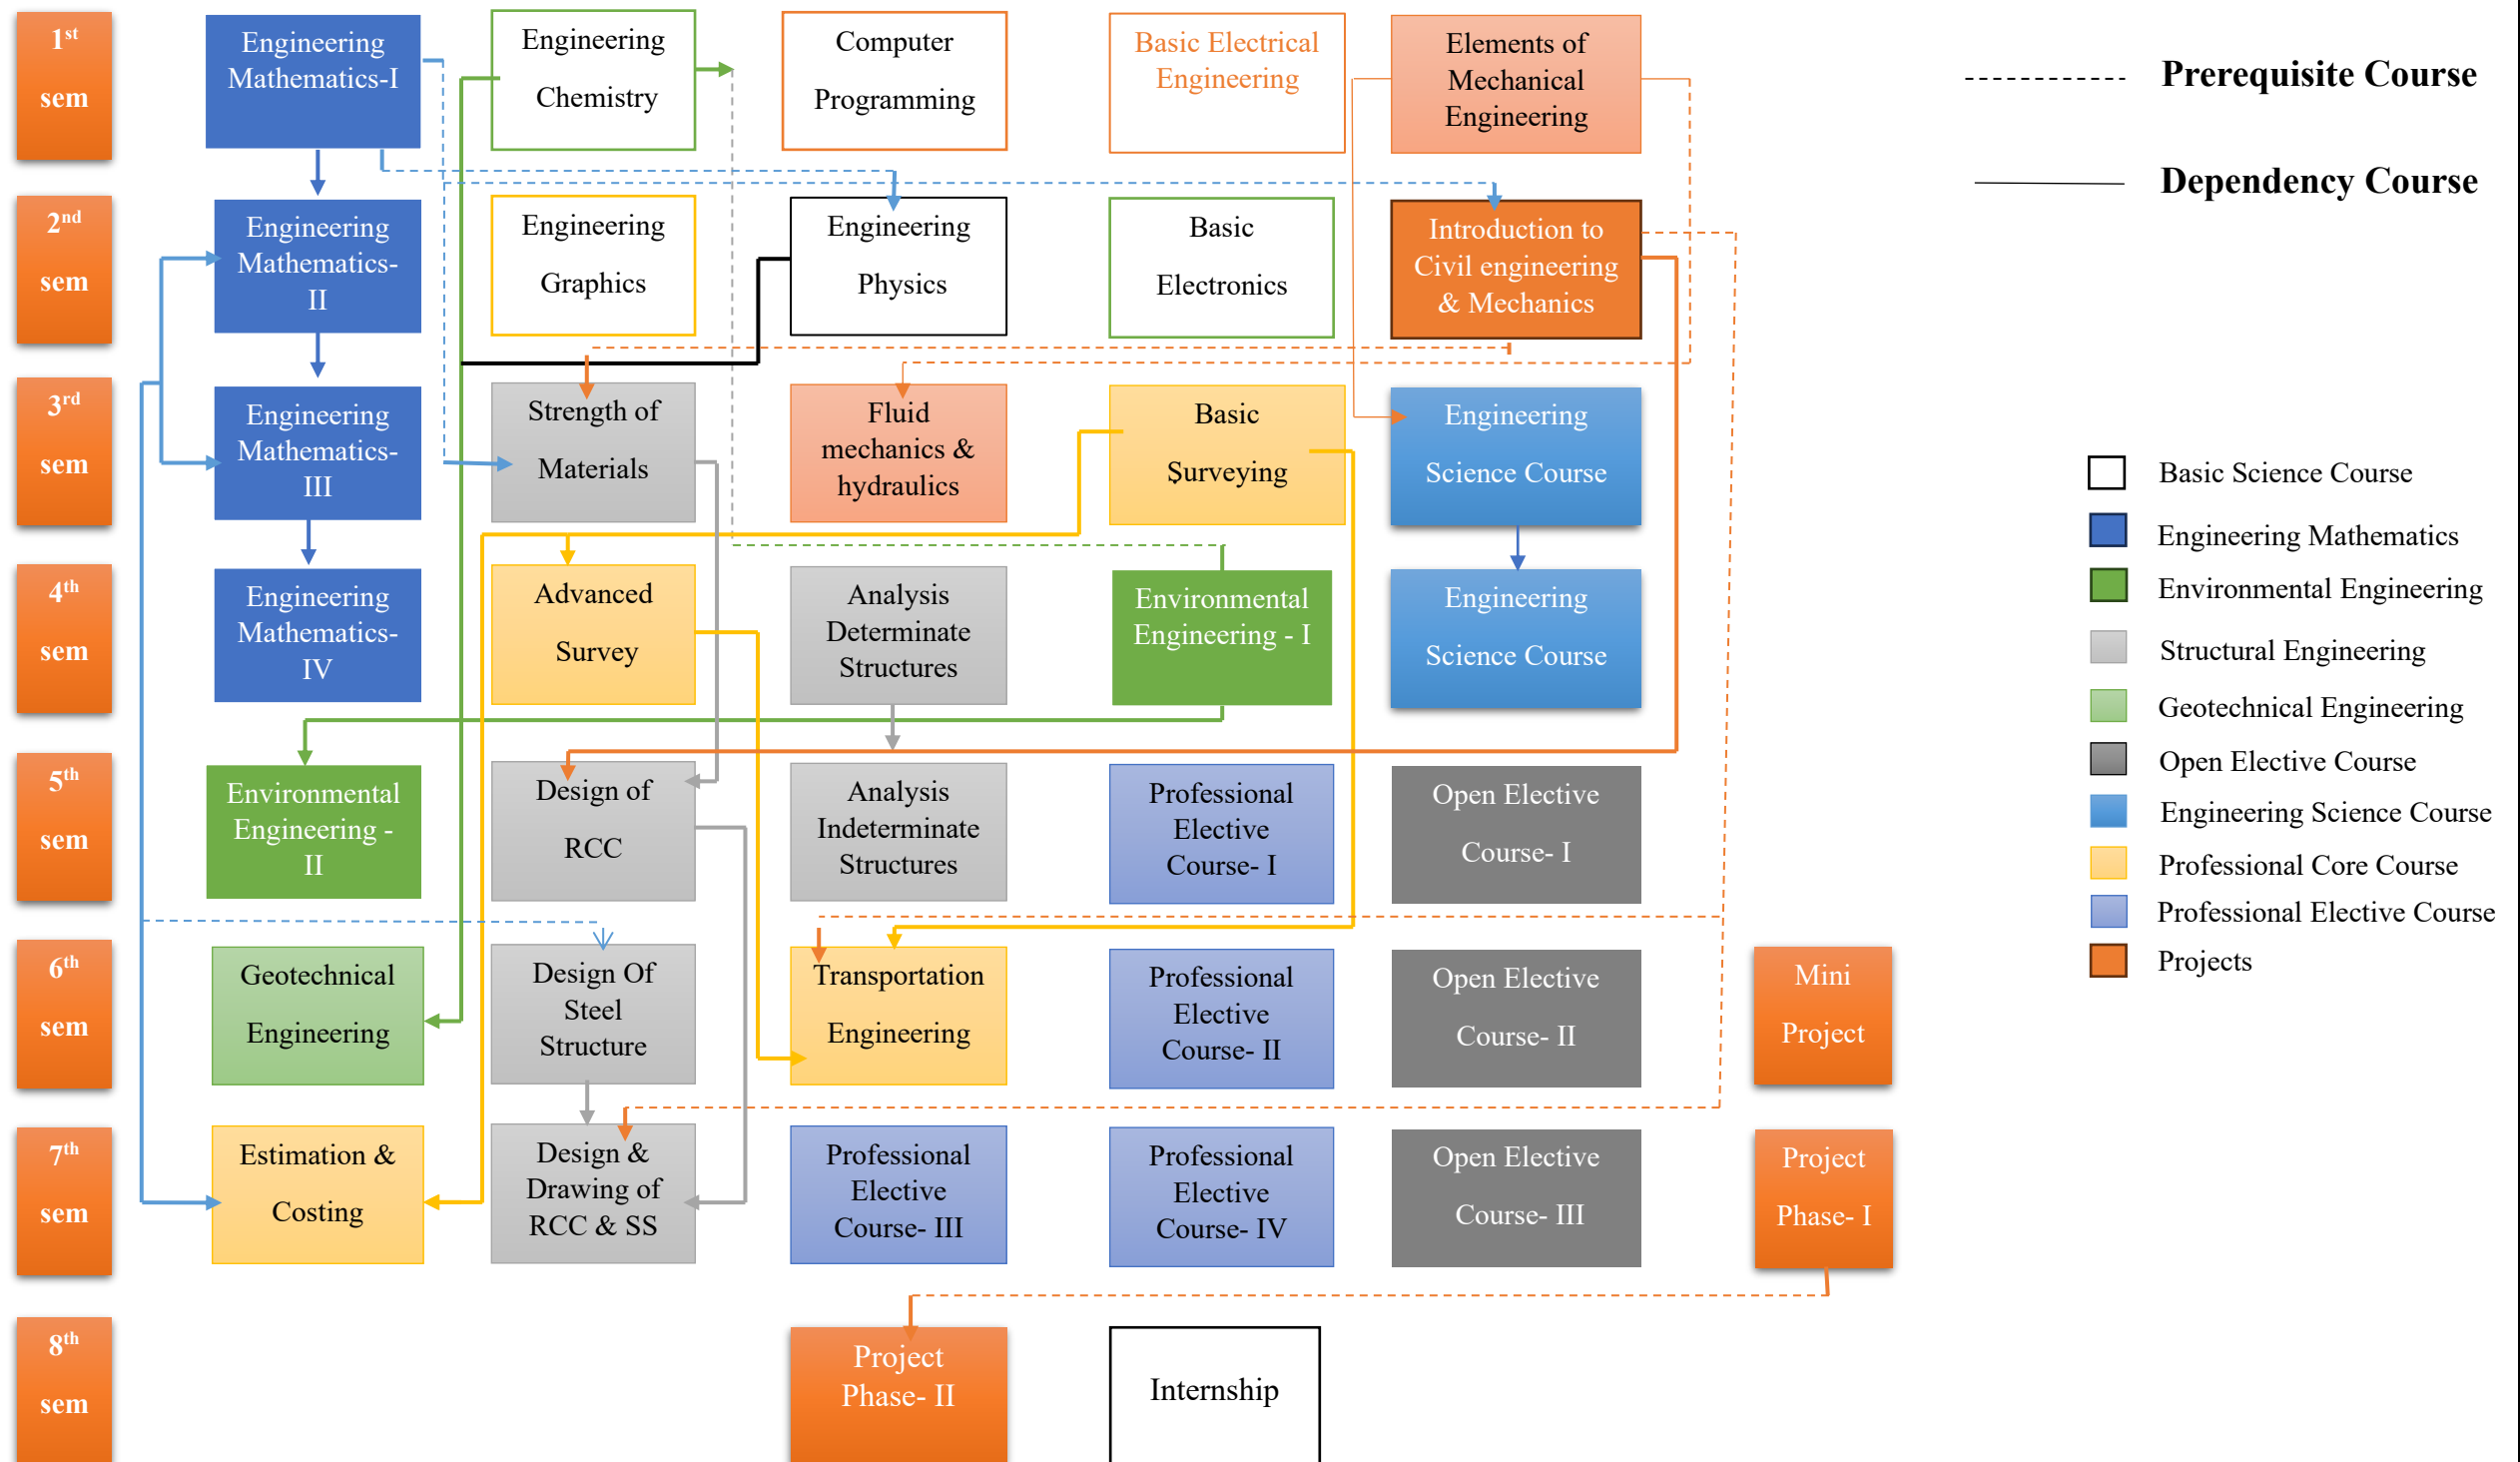 1st
sem
Engineering
Mathematics-I
Engineering
Chemistry
Computer
Programming
Basic Electrical
Engineering
Elements of
Mechanical
Engineering
Prerequisite Course
Dependency Course
2nd
sem
Engineering
Mathematics-
II
Engineering
Graphics
Engineering
Physics
Basic
Electronics
Introduction to
Civil engineering
& Mechanics
3rd
sem
Engineering
Mathematics-
III
Strength of
Materials
Fluid
mechanics &
hydraulics
Basic
Surveying
Engineering
Science Course
4th
sem
Engineering
Mathematics-
IV
Advanced
Survey
Analysis
Determinate
Structures
Environmental
Engineering - I
Engineering
Science Course
5th
sem
Environmental
Engineering -
II
Design of
RCC
Analysis
Indeterminate
Structures
Professional
Elective
Course- I
Open Elective
Course- I
6th
sem
Geotechnical
Engineering
Design Of
Steel
Structure
Transportation
Engineering
Professional
Elective
Course- II
Open Elective
Course- II
Mini
Project
7th
sem
Estimation &
Costing
Design &
Drawing of
RCC & SS
Professional
Elective
Course- III
Professional
Elective
Course- IV
Open Elective
Course- III
Project
Phase- I
8th
sem
Project
Phase- II
Internship
Basic Science Course
Engineering Mathematics
Environmental Engineering
Structural Engineering
Geotechnical Engineering
Open Elective Course
Engineering Science Course
Professional Core Course
Professional Elective Course
Projects